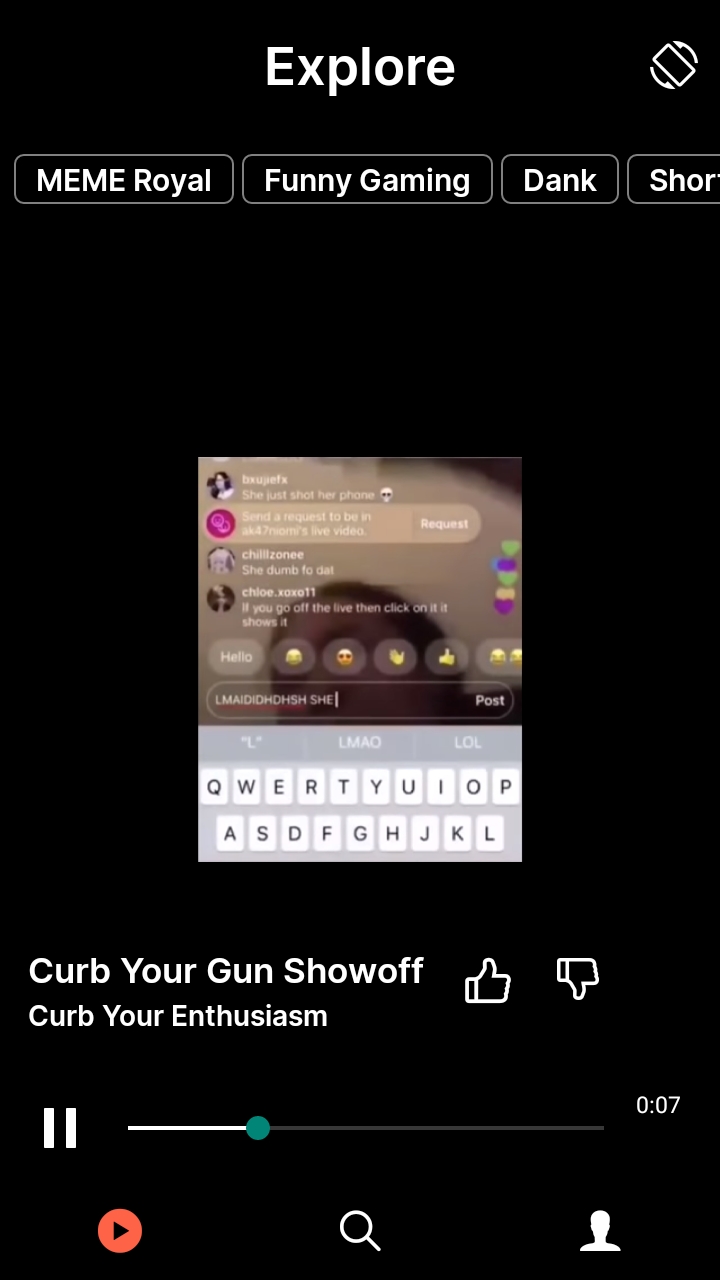 Explore
MEME Royal
Funny Gaming
Dank
Short
bxujiefx
She just shot her phone 💀
Send a request to be in
ak47niomi's live video.
Request
chilllzonee
She dumb fo dat
chloe.xoxo11
If you go off the live then click on it it
shows it
Hello
LMAIDIDHDHSH SHE
Post
"L"
LMAO
LOL
Q W E R T Y U I O P
A S D F G H J K L
Curb Your Gun Showoff
Curb Your Enthusiasm
0:07